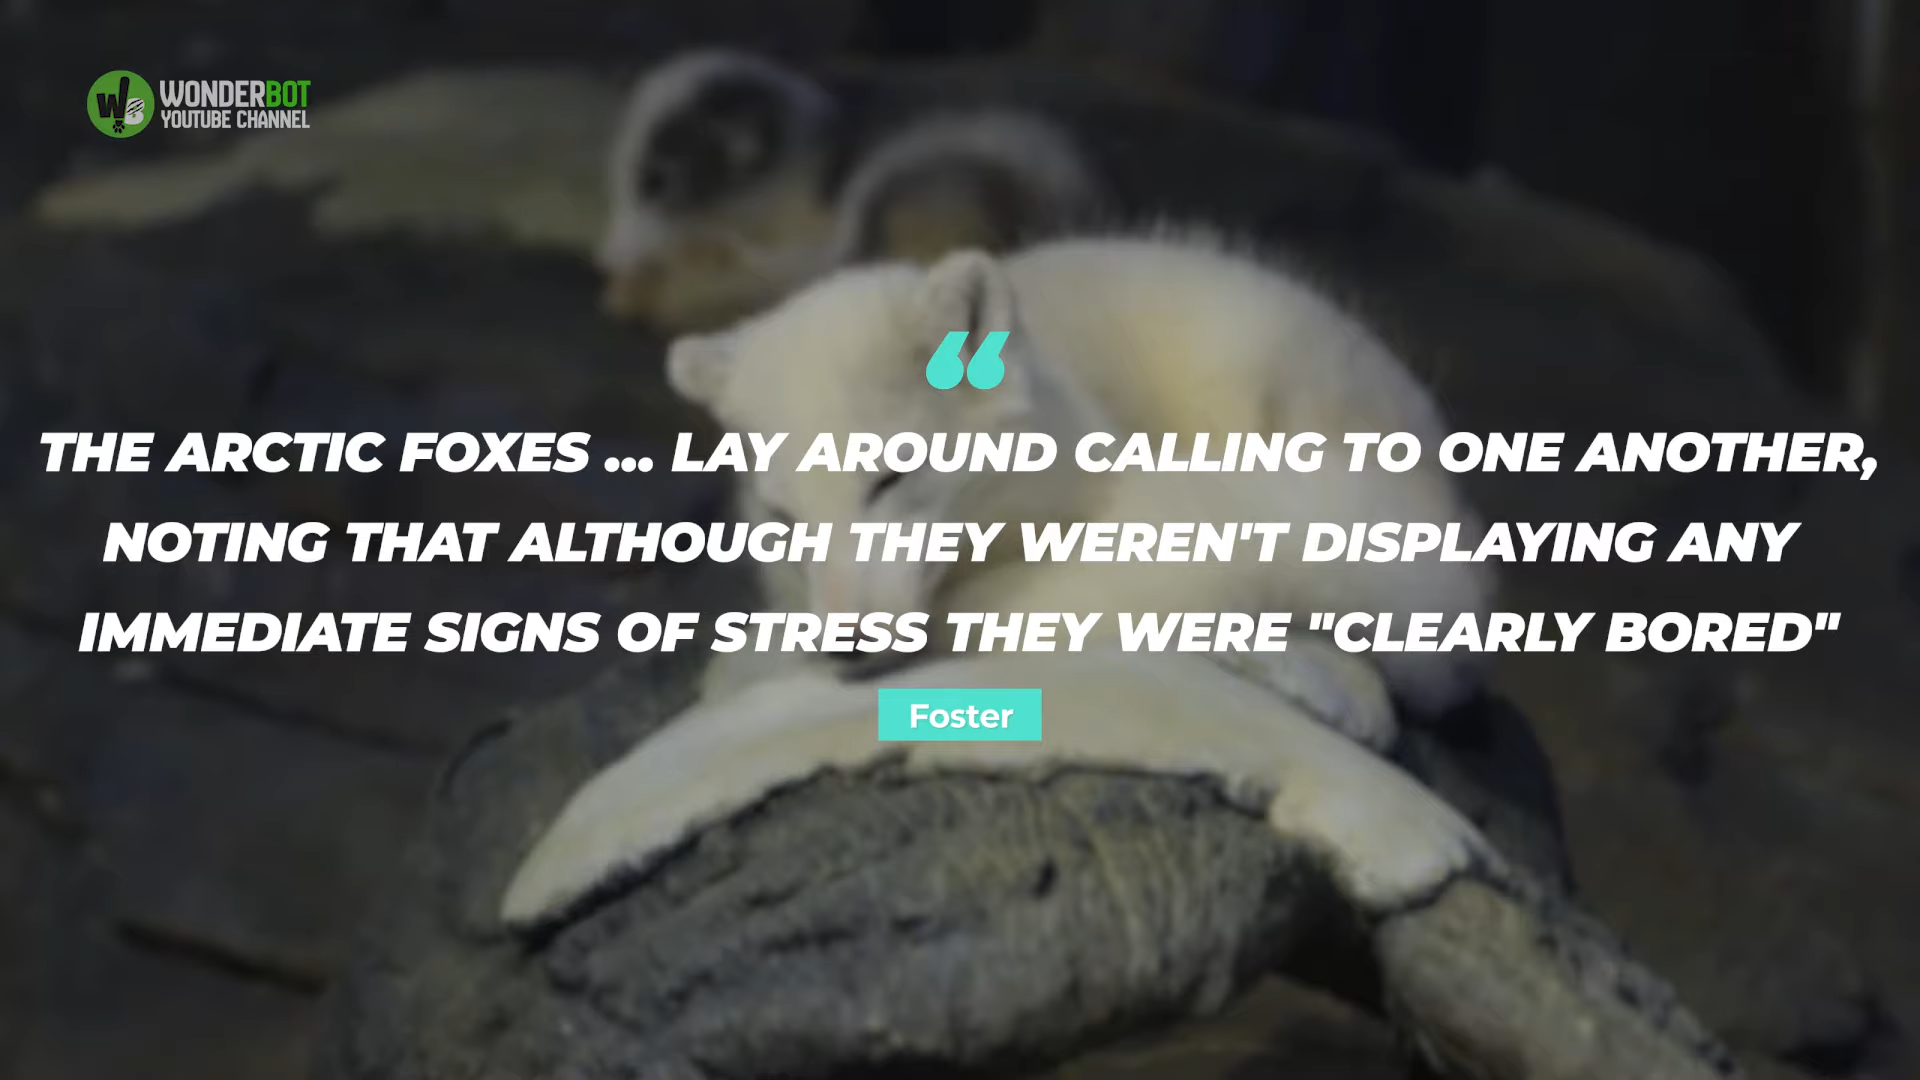 WONDERBOT
YOUTUBE CHANNEL
“
THE ARCTIC FOXES ... LAY AROUND CALLING TO ONE ANOTHER,
NOTING THAT ALTHOUGH THEY WEREN'T DISPLAYING ANY
IMMEDIATE SIGNS OF STRESS THEY WERE "CLEARLY BORED"
Foster